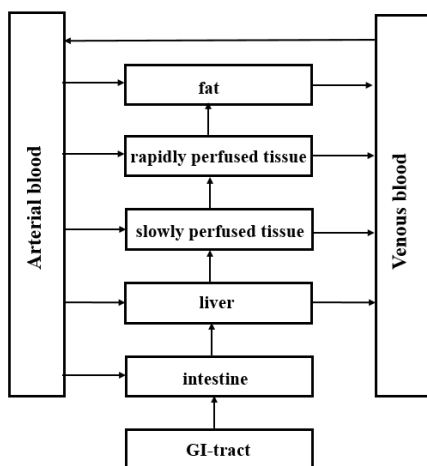 Arterial blood
fat
rapidly perfused tissue
slowly perfused tissue
liver
intestine
GI-tract
Venous blood